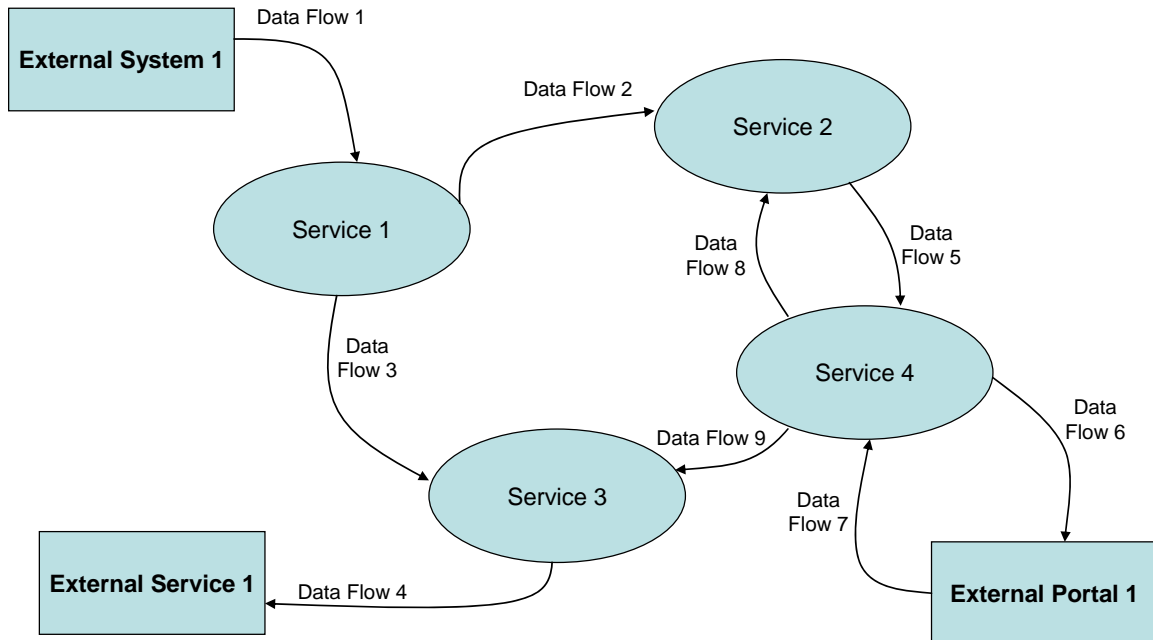 Data Flow 1
External System 1
Data Flow 2
Service 2
Service 1
Data
Flow 8
Data
Flow 5
Data
Flow 3
Service 4
Data
Flow 6
Data Flow 9
Service 3
Data
Flow 7
External Service 1
Data Flow 4
External Portal 1